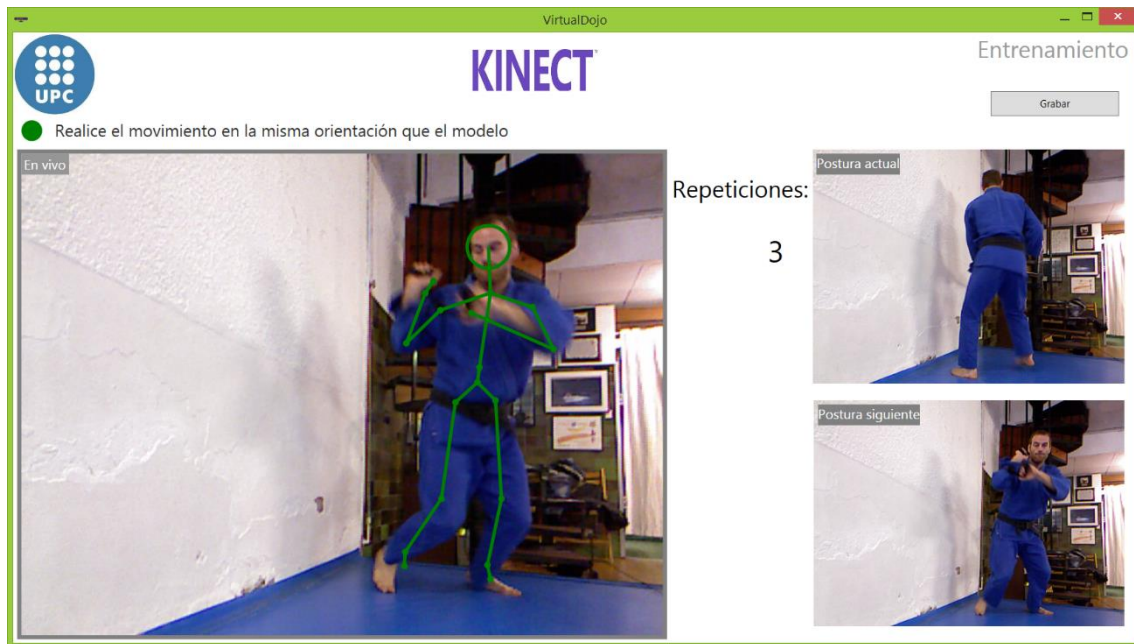 VirtualDojo
UPC
KINECT
Entrenamiento
Grabar
Realice el movimiento en la misma orientación que el modelo
En vivo
Repeticiones:
3
Postura actual
Postura siguiente